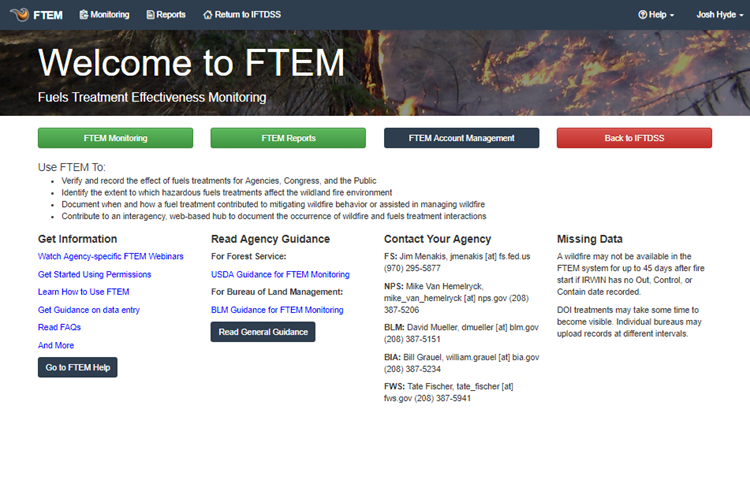 FTEM Monitoring Reports Return to IFTDSS Help Josh Hyde
Welcome to FTEM
Fuels Treatment Effectiveness Monitoring
FTEM Monitoring FTEM Reports FTEM Account Management Back to IFTDSS
Use FTEM To:
• Verify and record the effect of fuels treatments for Agencies, Congress, and the Public
• Identify the extent to which hazardous fuels treatments affect the wildland fire environment
• Document when and how a fuel treatment contributed to mitigating wildfire behavior or assisted in managing wildfire
• Contribute to an interagency, web-based hub to document the occurrence of wildfire and fuels treatment interactions
Get Information
Watch Agency-specific FTEM Webinars
Get Started Using Permissions
Learn How to Use FTEM
Get Guidance on data entry
Read FAQs
And More
Go to FTEM Help
Read Agency Guidance
For Forest Service:
USDA Guidance for FTEM Monitoring
For Bureau of Land Management:
BLM Guidance for FTEM Monitoring
Read General Guidance
Contact Your Agency
FS: Jim Menakis, jmenakis [at] fs.fed.us
(970) 295-5877
NPS: Mike Van Hemelryck,
mike_van_hemelryck [at] nps.gov (208)
387-5206
BLM: David Mueller, dmueller [at] blm.gov
(208) 387-5151
BIA: Bill Grauel, william.grauel [at] bia.gov
(208) 387-5234
FWS: Tate Fischer, tate_fischer [at]
fws.gov (208) 387-5941
Missing Data
A wildfire may not be available in the
FTEM system for up to 45 days after fire
start if IRWIN has no Out, Control, or
Contain date recorded.
DOI treatments may take some time to
become visible. Individual bureaus may
upload records at different intervals.